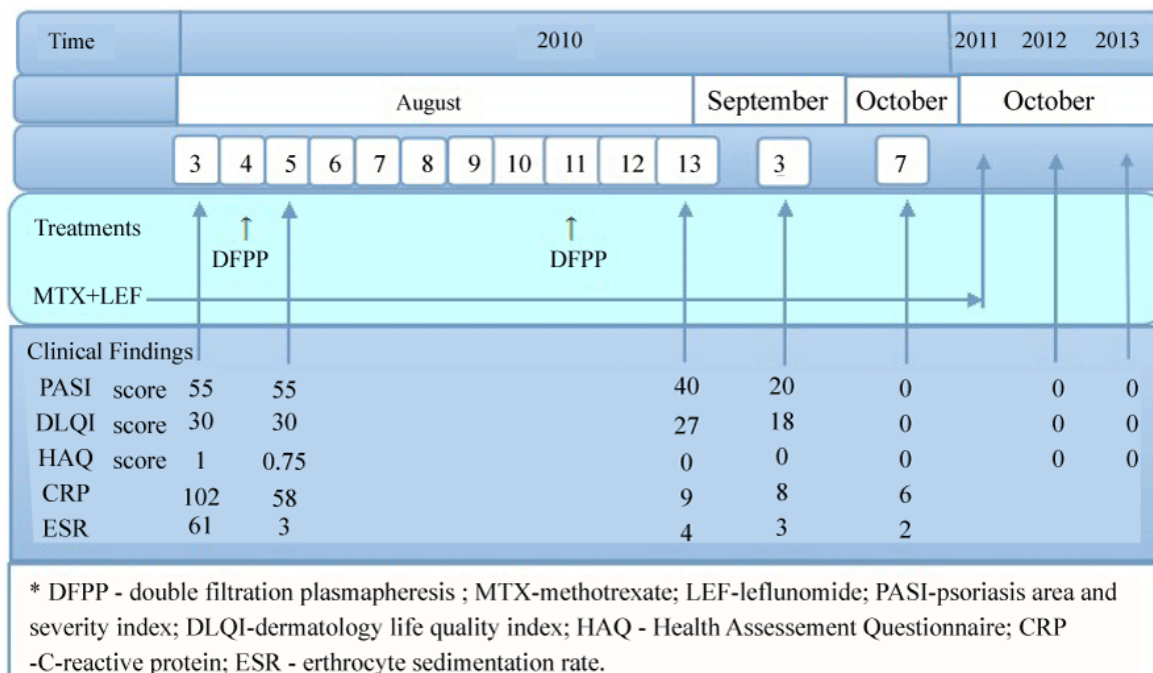 Time 2010 2011 2012 2013
August September October October
3 4 5 6 7 8 9 10 11 12 13 3 7
Treatments ↑ ↑
DFPP DFPP
MTX+LEF
Clinical Findings
PASI score 55 55 40 20 0 0 0
DLQI score 30 30 27 18 0 0 0
HAQ score 1 0.75 0 0 0 0 0
CRP 102 58 9 8 6
ESR 61 3 4 3 2
* DFPP - double filtration plasmapheresis ; MTX-methotrexate; LEF-leflunomide; PASI-psoriasis area and
severity index; DLQI-dermatology life quality index; HAQ - Health Assessement Questionnaire; CRP
-C-reactive protein; ESR - erthrocyte sedimentation rate.